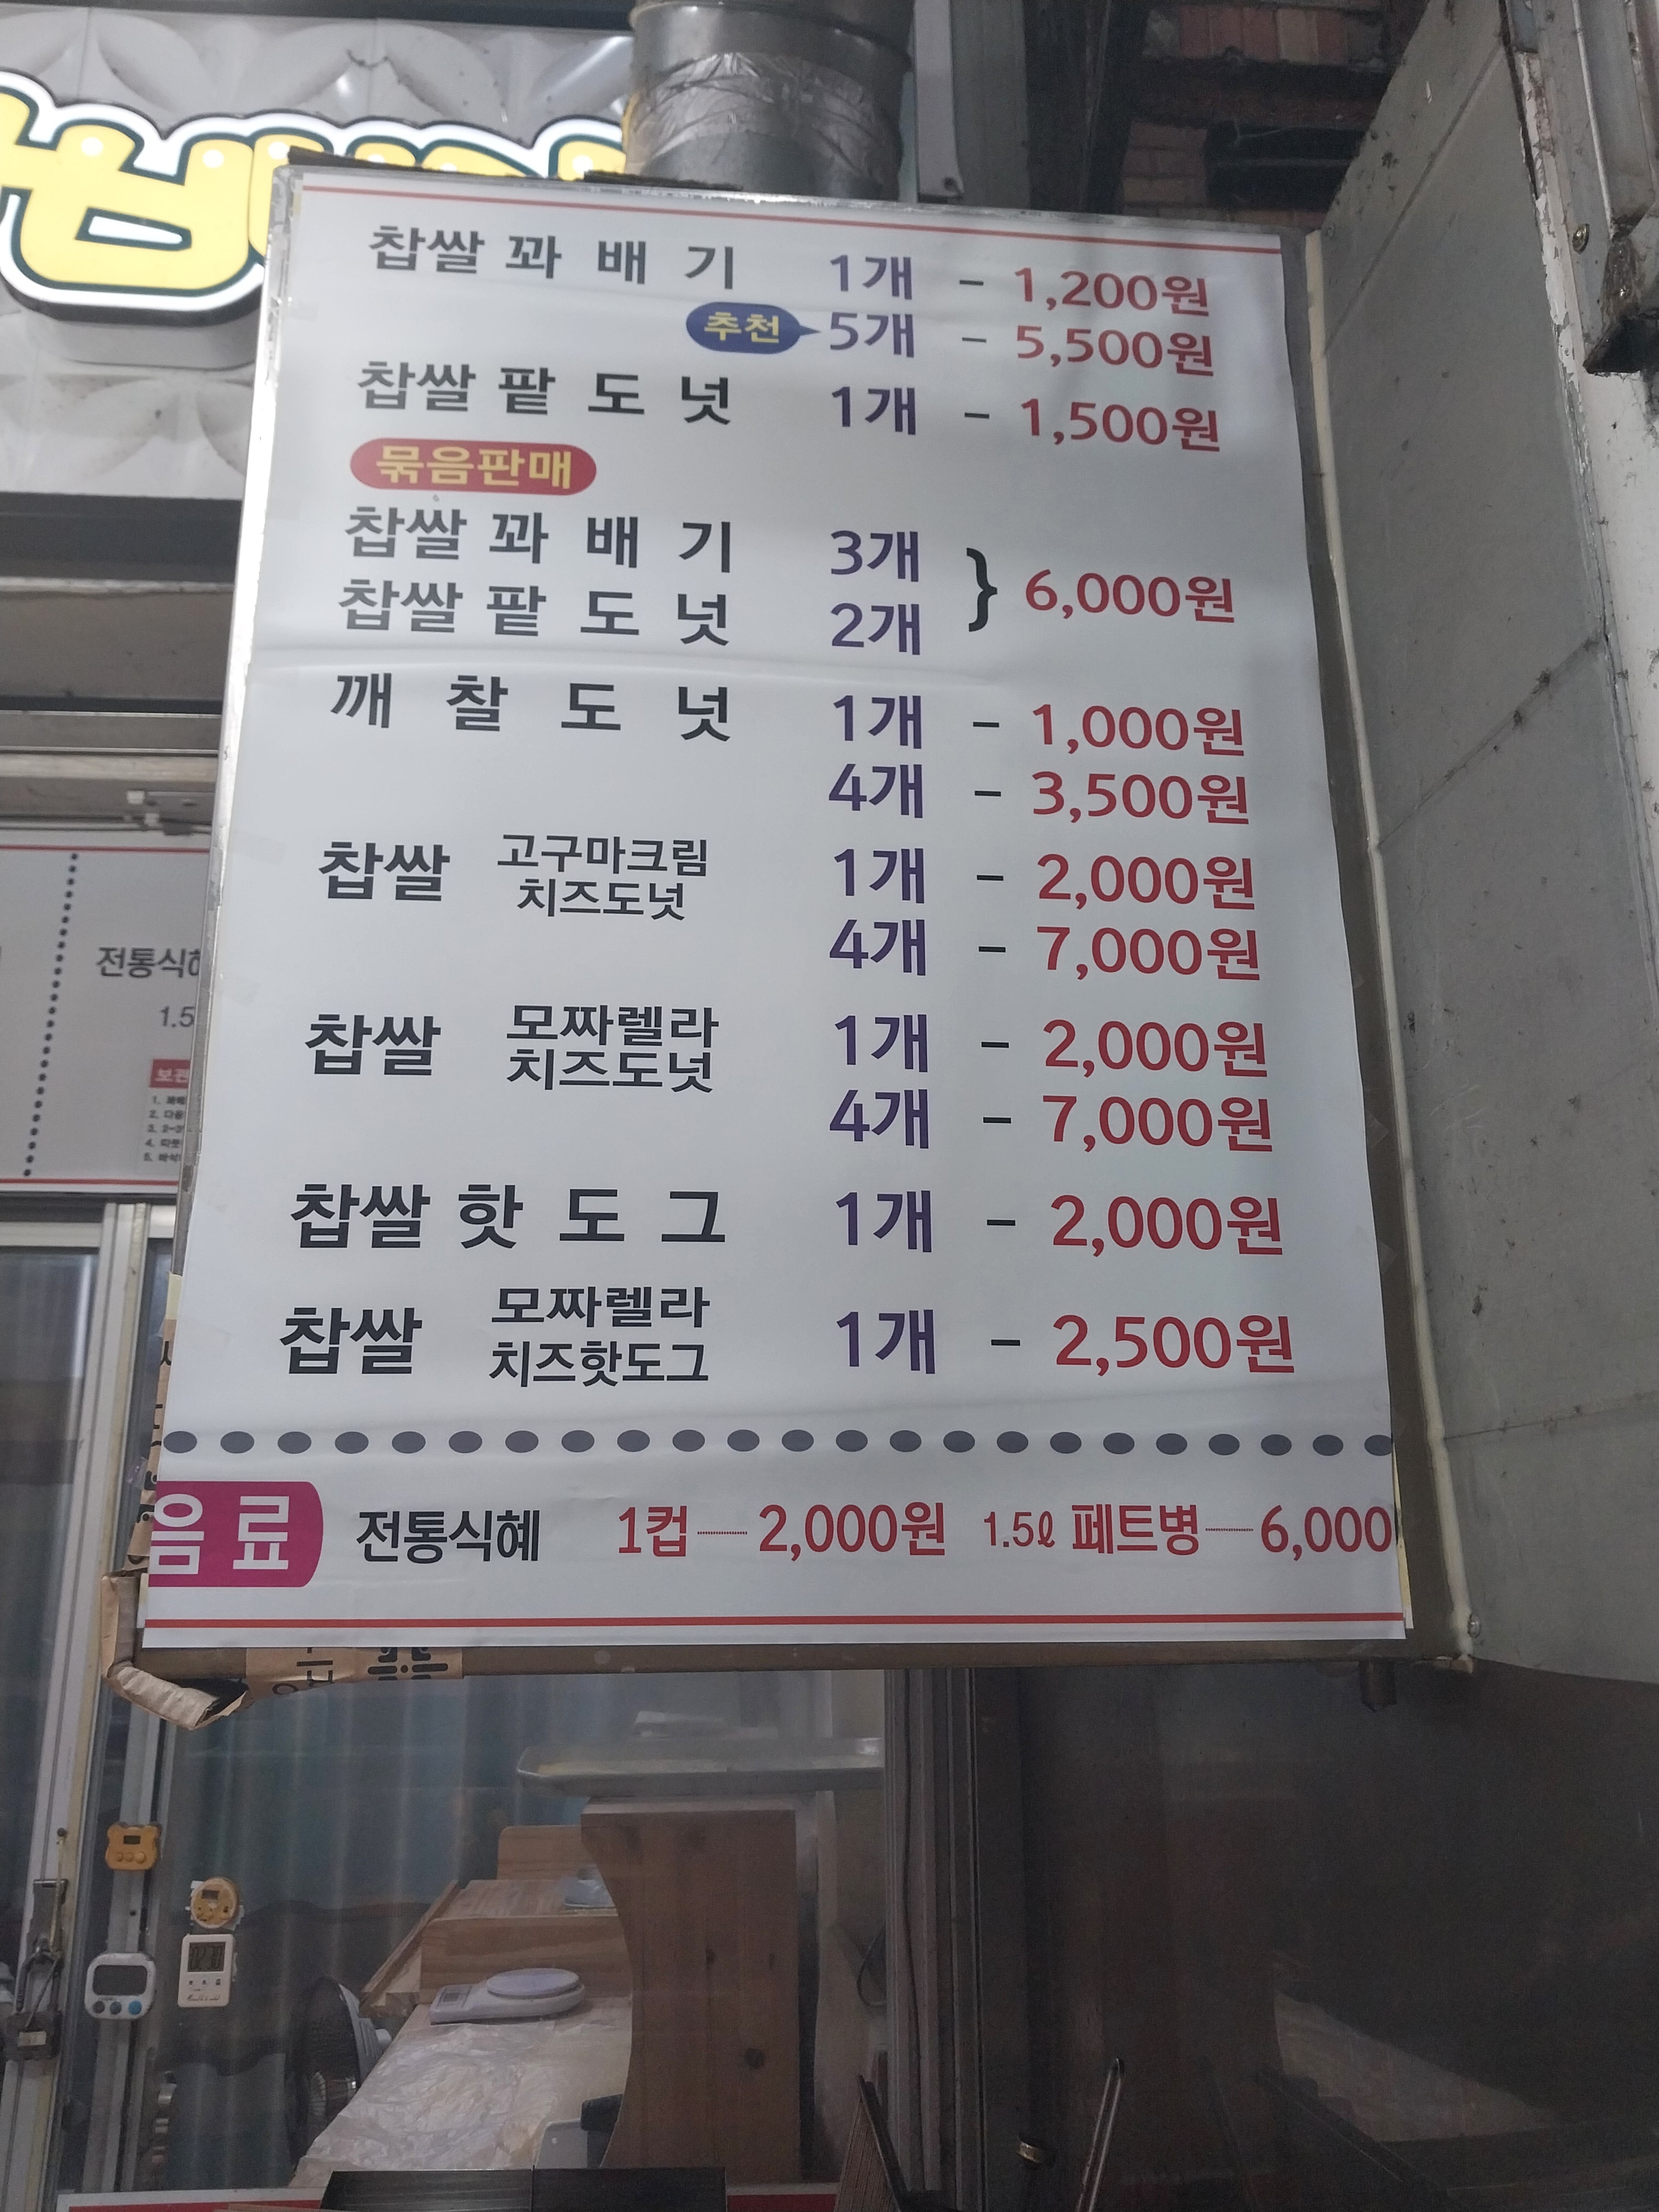 찹쌀 꽈 배 기 1개 - 1,200원
추천 5개 - 5,500원
찹쌀 팥 도 넛 1개 - 1,500원
묶음판매
찹쌀 꽈 배 기 3개
} 6,000원
찹쌀 팥 도 넛 2개
깨 찰 도 넛 1개 - 1,000원
4개 - 3,500원
찹쌀 고구마크림 치즈도넛 1개 - 2,000원
4개 - 7,000원
찹쌀 모짜렐라 치즈도넛 1개 - 2,000원
4개 - 7,000원
찹쌀 핫 도 그 1개 - 2,000원
찹쌀 모짜렐라 치즈핫도그 1개 - 2,500원
음료 전통식혜 1컵 2,000원 1.5ℓ 페트병 6,000
전통식
1.5
보관